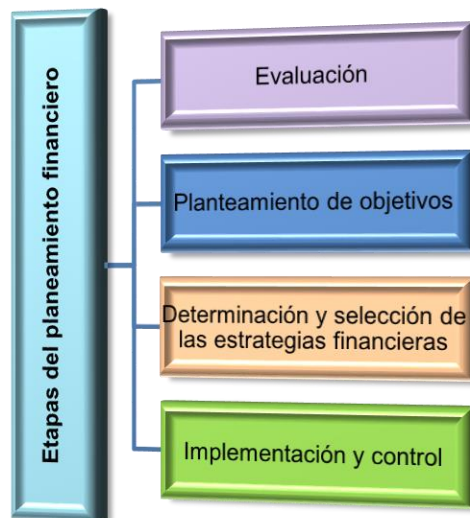 Etapas del planeamiento financiero
Evaluación
Planteamiento de objetivos
Determinación y selección de
las estrategias financieras
Implementación y control